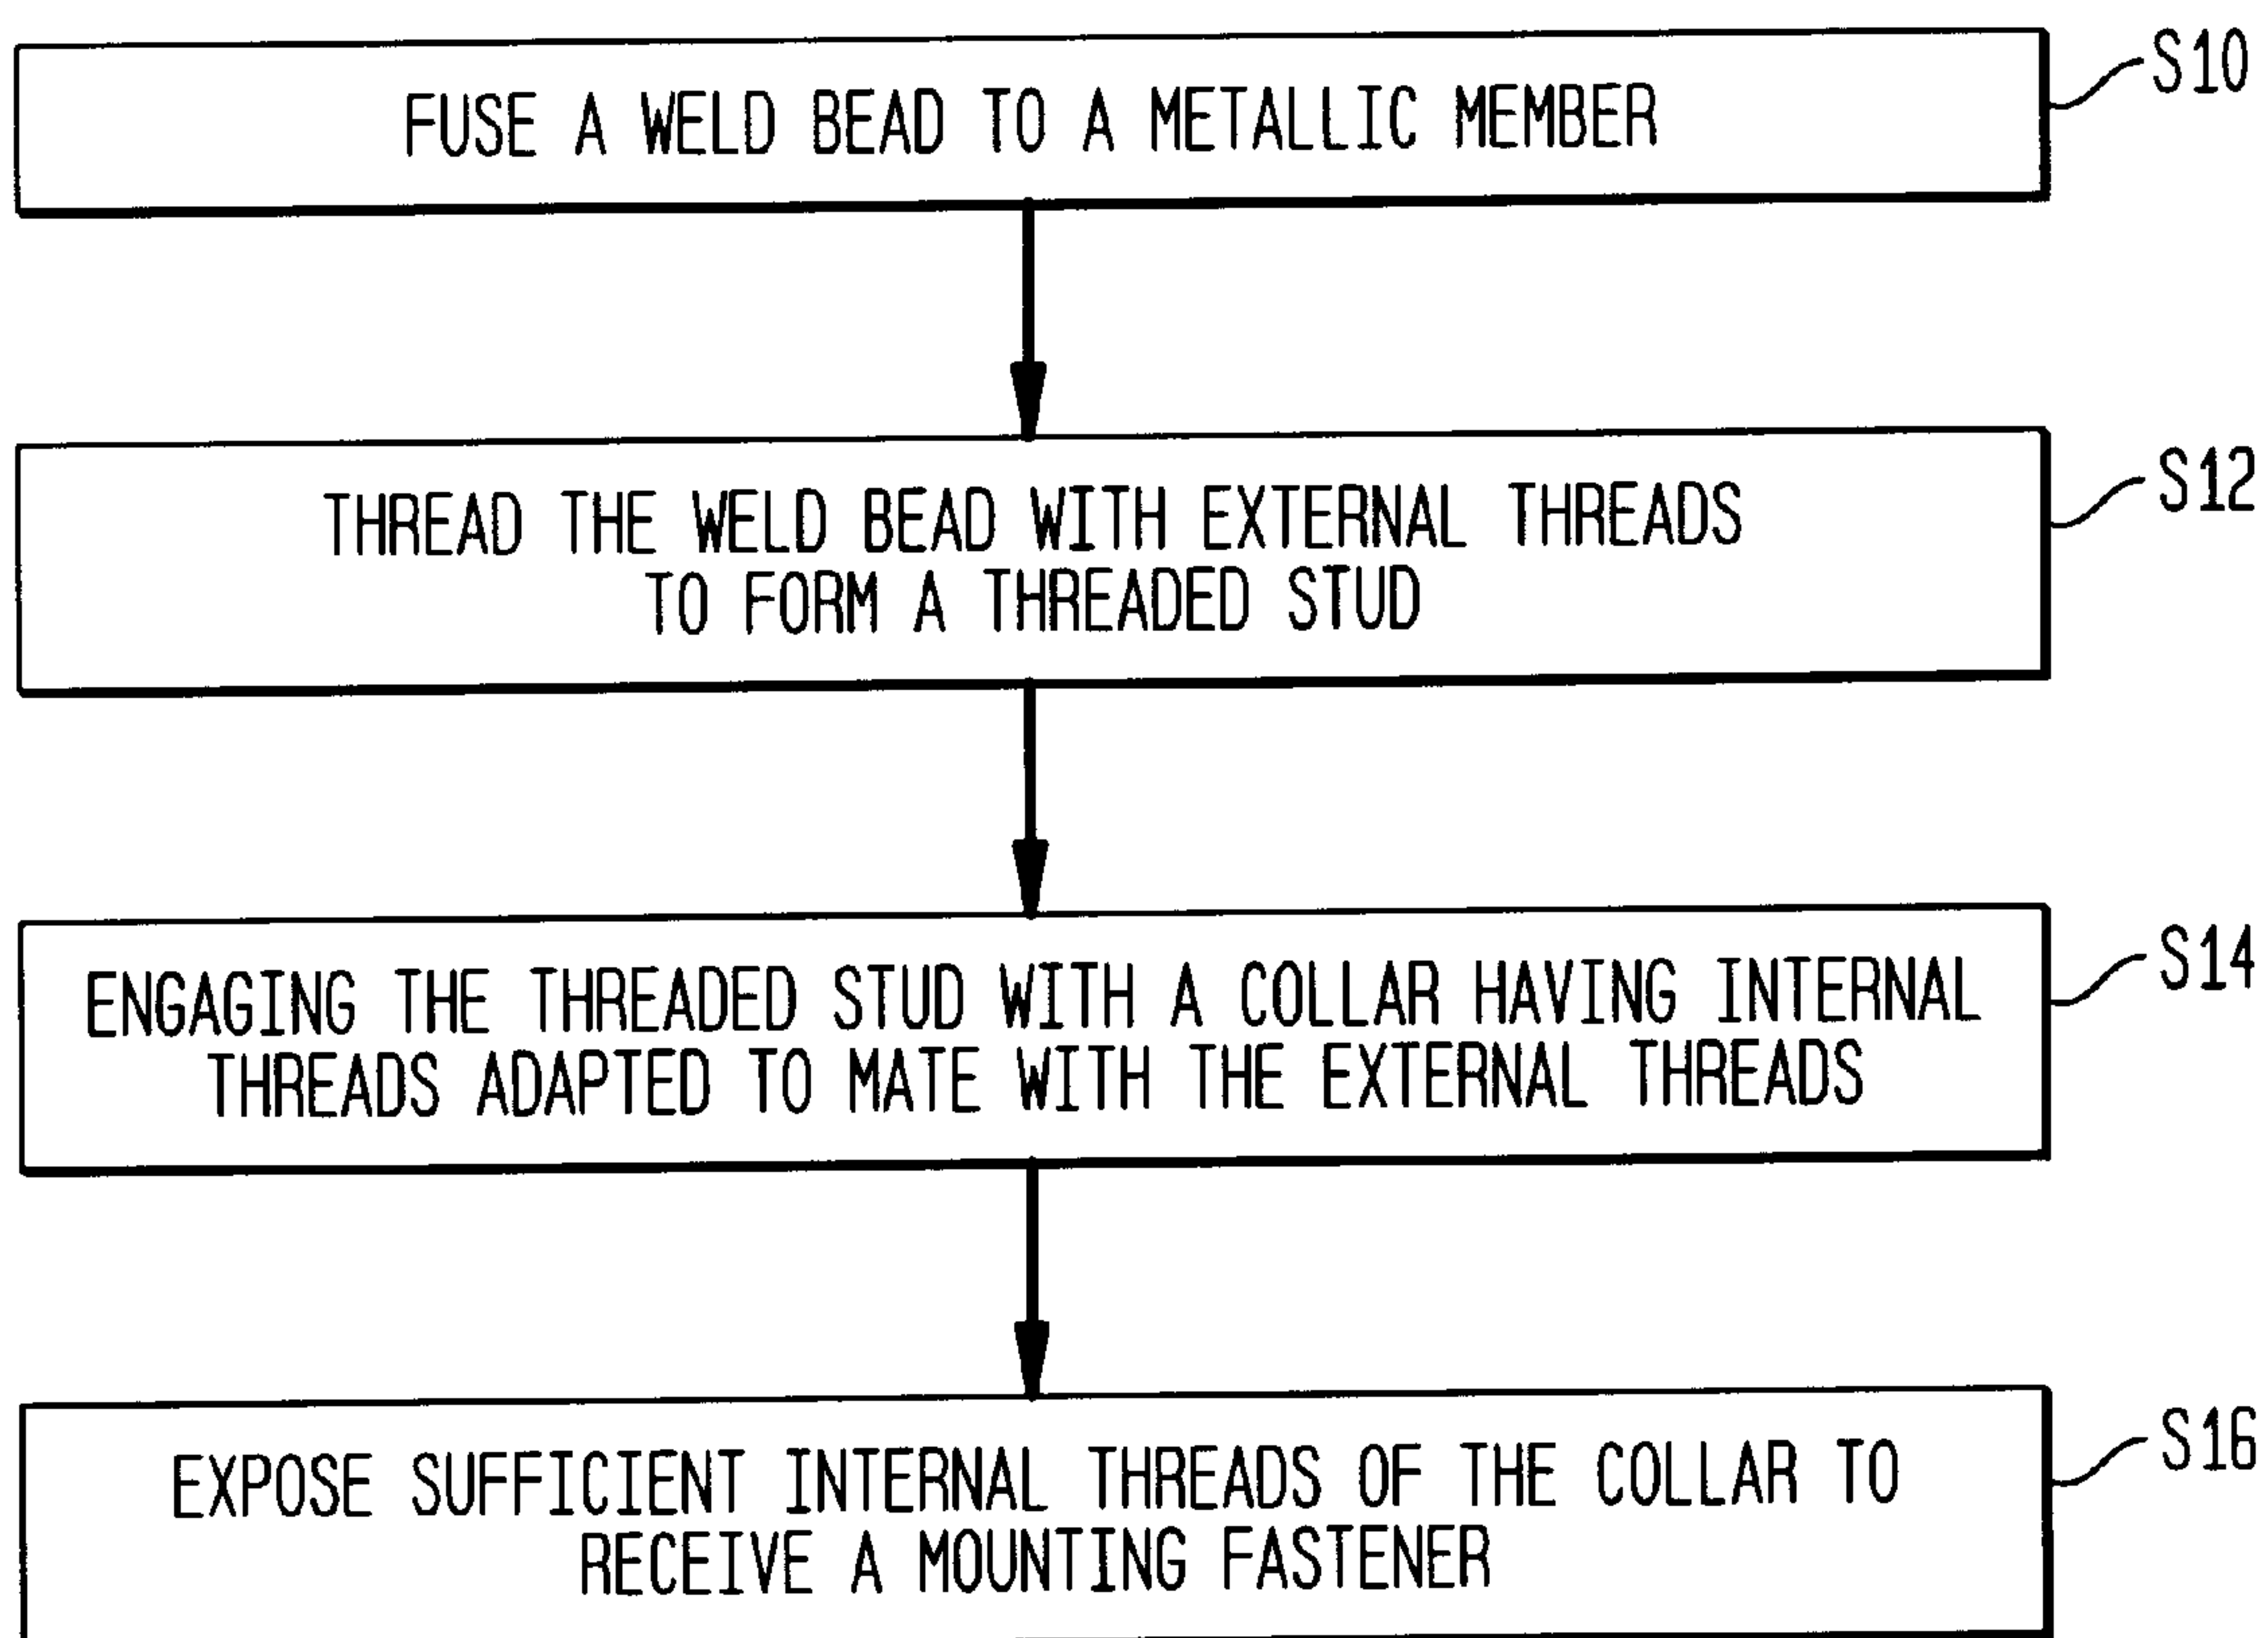 FUSE A WELD BEAD TO A METALLIC MEMBER
S10
THREAD THE WELD BEAD WITH EXTERNAL THREADS
TO FORM A THREADED STUD
S12
ENGAGING THE THREADED STUD WITH A COLLAR HAVING INTERNAL
THREADS ADAPTED TO MATE WITH THE EXTERNAL THREADS
S14
EXPOSE SUFFICIENT INTERNAL THREADS OF THE COLLAR TO
RECEIVE A MOUNTING FASTENER
S16